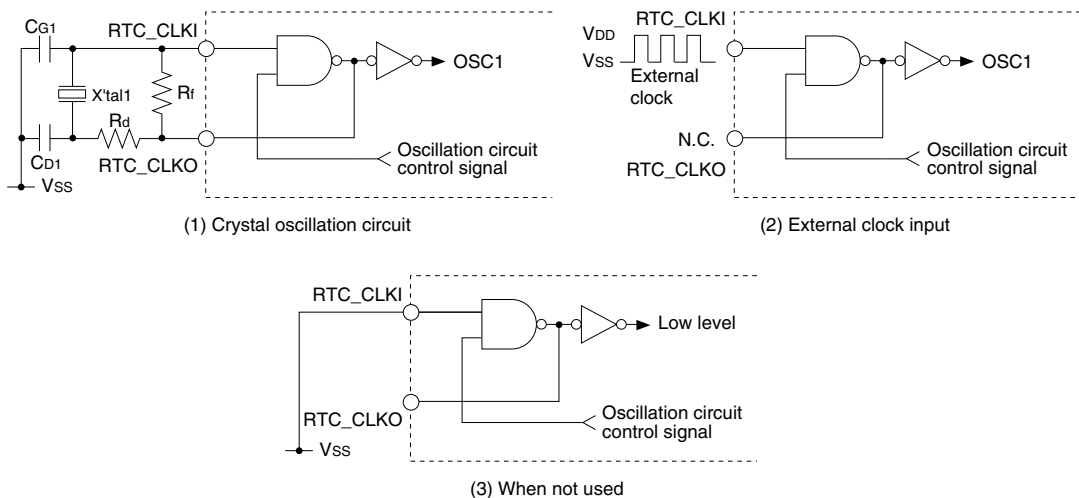 CG1
RTC_CLKI
X'tal1
Rf
Rd
CD1
RTC_CLKO
VSS
OSC1
Oscillation circuit
control signal
(1) Crystal oscillation circuit
RTC_CLKI
VDD
VSS
External
clock
N.C.
RTC_CLKO
OSC1
Oscillation circuit
control signal
(2) External clock input
RTC_CLKI
RTC_CLKO
VSS
Low level
Oscillation circuit
control signal
(3) When not used